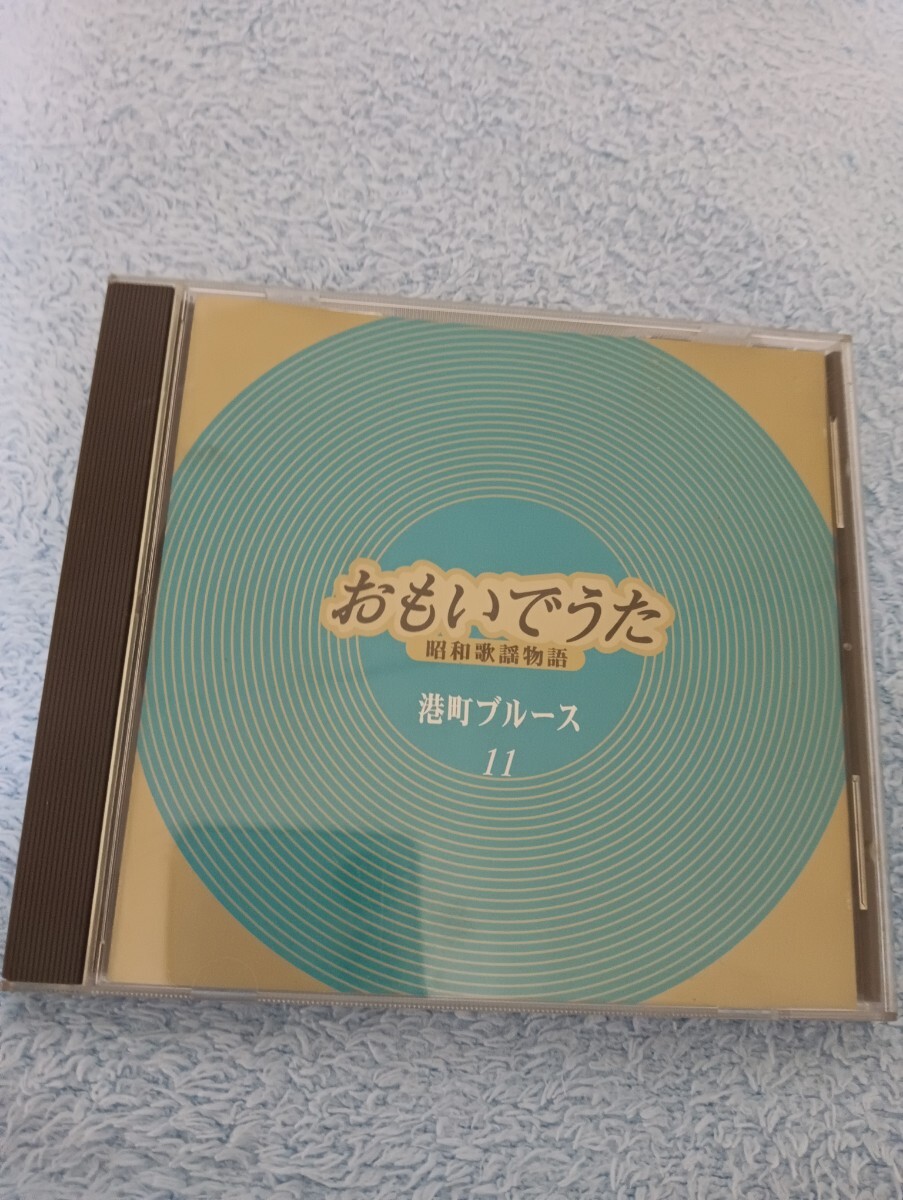 おもいでうた
昭和歌謡物語
港町ブルース
11